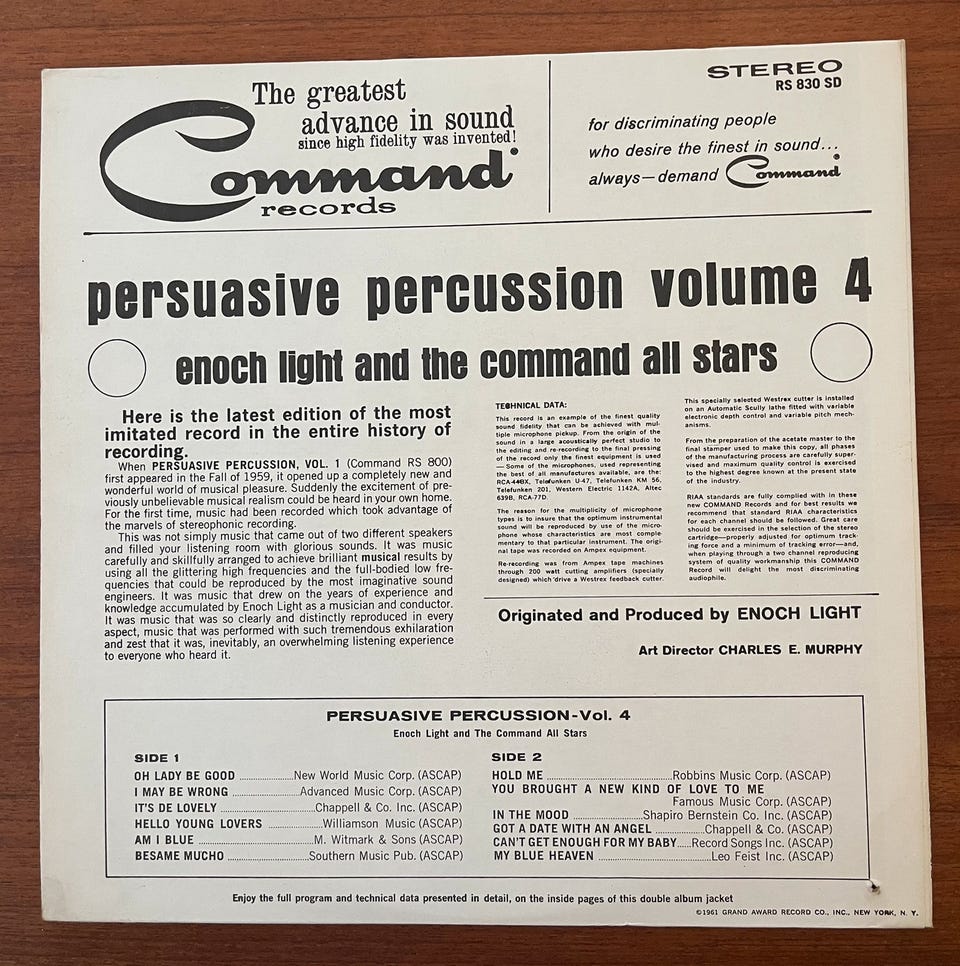 The greatest
advance in sound
since high fidelity was invented!
Command
records
STEREO
RS 830 SD
for discriminating people
who desire the finest in sound...
always—demand Command
persuasive percussion volume 4
enoch light and the command all stars
Here is the latest edition of the most
imitated record in the entire history of
recording.
When PERSUASIVE PERCUSSION, VOL. 1 (Command RS 800)
first appeared in the Fall of 1959, it opened up a completely new and
wonderful world of musical pleasure. Suddenly the excitement of pre-
viously unbelievable musical realism could be heard in your own home.
For the first time, music had been recorded which took advantage of
the marvels of stereophonic recording.
This was not simply music that came out of two different speakers
and filled your listening room with glorious sounds. It was music
carefully and skillfully arranged to achieve brilliant musical results by
using all the glittering high frequencies and the full-bodied low fre-
quencies that could be reproduced by the most imaginative sound
engineers. It was music that drew on the years of experience and
knowledge accumulated by Enoch Light as a musician and conductor.
It was music that was so clearly and distinctly reproduced in every
aspect, music that was performed with such tremendous exhilaration
and zest that it was, inevitably, an overwhelming listening experience
to everyone who heard it.
TECHNICAL DATA:
This record is an example of the finest quality
sound fidelity that can be achieved with mul-
tiple microphone pickup. From the origin of the
sound in a large acoustically perfect studio to
the editing and re-recording to the final pressing
of the record only the finest equipment is used
—Some of the microphones, used representing
the best of all manufactures available, are the:
RCA-44BX, Telefunken U-47, Telefunken KM 56,
Telefunken 201, Western Electric 1142A, Altec
639B, RCA-77D.
The reason for the multiplicity of microphone
types is to insure that the optimum instrumental
sound will be reproduced by use of the micro-
phone whose characteristics are most comple-
mentary to that particular instrument. The origi-
nal tape was recorded on Ampex equipment.
Re-recording was from Ampex tape machines
through 200 watt cutting amplifiers (specially
designed) which drive a Westrex feedback cutter.
This specially selected Westrex cutter is installed
on an Automatic Scully lathe fitted with variable
electronic depth control and variable pitch mech-
anisms.
From the preparation of the acetate master to the
final stamper used to make this copy, all phases
of the manufacturing process are carefully super-
vised and maximum quality control is exercised
to the highest degree known at the present state
of the industry.
RIAA standards are fully complied with in these
new COMMAND Records and for best results we
recommend that standard RIAA characteristics
for each channel should be followed. Great care
should be exercised in the selection of the stereo
cartridge—properly adjusted for optimum track-
ing force and a minimum of tracking error—and,
when playing through a two channel reproducing
system of quality workmanship this COMMAND
Record will delight the most discriminating
audiophile.
Originated and Produced by ENOCH LIGHT
Art Director CHARLES E. MURPHY
PERSUASIVE PERCUSSION-Vol. 4
Enoch Light and The Command All Stars
SIDE 1
OH LADY BE GOOD ..........New World Music Corp. (ASCAP)
I MAY BE WRONG ..........Advanced Music Corp. (ASCAP)
IT'S DE LOVELY ..........Chappell & Co. Inc. (ASCAP)
HELLO YOUNG LOVERS ..........Williamson Music (ASCAP)
AM I BLUE ..........M. Witmark & Sons (ASCAP)
BESAME MUCHO ..........Southern Music Pub. (ASCAP)
SIDE 2
HOLD ME ..........Robbins Music Corp. (ASCAP)
YOU BROUGHT A NEW KIND OF LOVE TO ME
Famous Music Corp. (ASCAP)
IN THE MOOD ..........Shapiro Bernstein Co. Inc. (ASCAP)
GOT A DATE WITH AN ANGEL ..........Chappell & Co. (ASCAP)
CAN'T GET ENOUGH FOR MY BABY.....Record Songs Inc. (ASCAP)
MY BLUE HEAVEN ..........Leo Feist Inc. (ASCAP)
Enjoy the full program and technical data presented in detail, on the inside pages of this double album jacket
©1961 GRAND AWARD RECORD CO., INC., NEW YORK, N. Y.